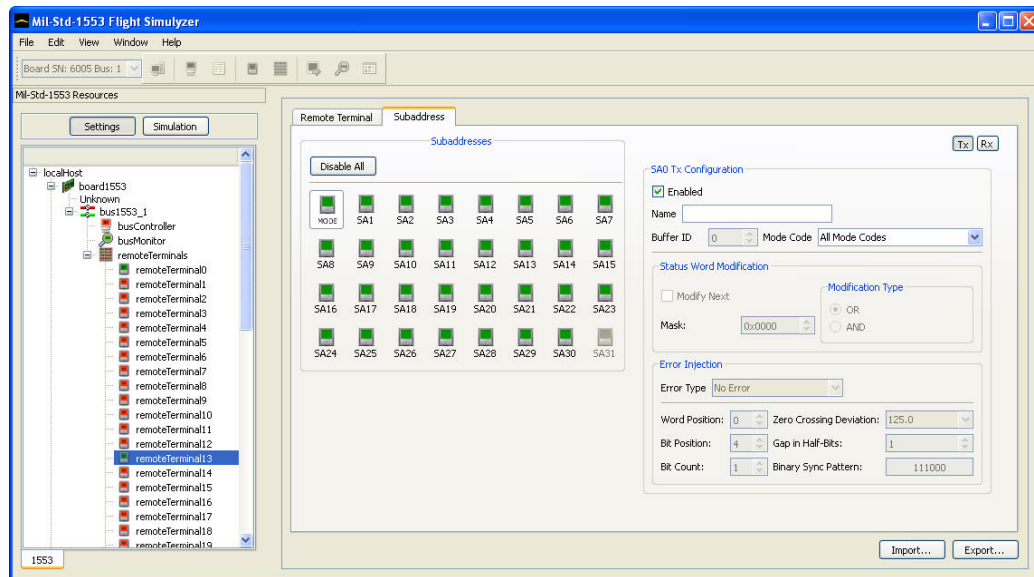 Mil-Std-1553 Flight Simulyzer
File Edit View Window Help
Board SN: 6005 Bus: 1
Mil-Std-1553 Resources
Settings Simulation
localHost
board1553
Unknown
bus1553_1
busController
busMonitor
remoteTerminals
remoteTerminal0
remoteTerminal1
remoteTerminal2
remoteTerminal3
remoteTerminal4
remoteTerminal5
remoteTerminal6
remoteTerminal7
remoteTerminal8
remoteTerminal9
remoteTerminal10
remoteTerminal11
remoteTerminal12
remoteTerminal13
remoteTerminal14
remoteTerminal15
remoteTerminal16
remoteTerminal17
remoteTerminal18
remoteTerminal19
1553
Remote Terminal Subaddress
Subaddresses
Disable All
MODE SA1 SA2 SA3 SA4 SA5 SA6 SA7
SA8 SA9 SA10 SA11 SA12 SA13 SA14 SA15
SA16 SA17 SA18 SA19 SA20 SA21 SA22 SA23
SA24 SA25 SA26 SA27 SA28 SA29 SA30 SA31
Tx Rx
SA0 Tx Configuration
Enabled
Name
Buffer ID 0 Mode Code All Mode Codes
Status Word Modification
Modify Next
Mask: 0x0000
Modification Type
OR
AND
Error Injection
Error Type No Error
Word Position: 0 Zero Crossing Deviation: 125.0
Bit Position: 4 Gap in Half-Bits: 1
Bit Count: 1 Binary Sync Pattern: 111000
Import... Export...